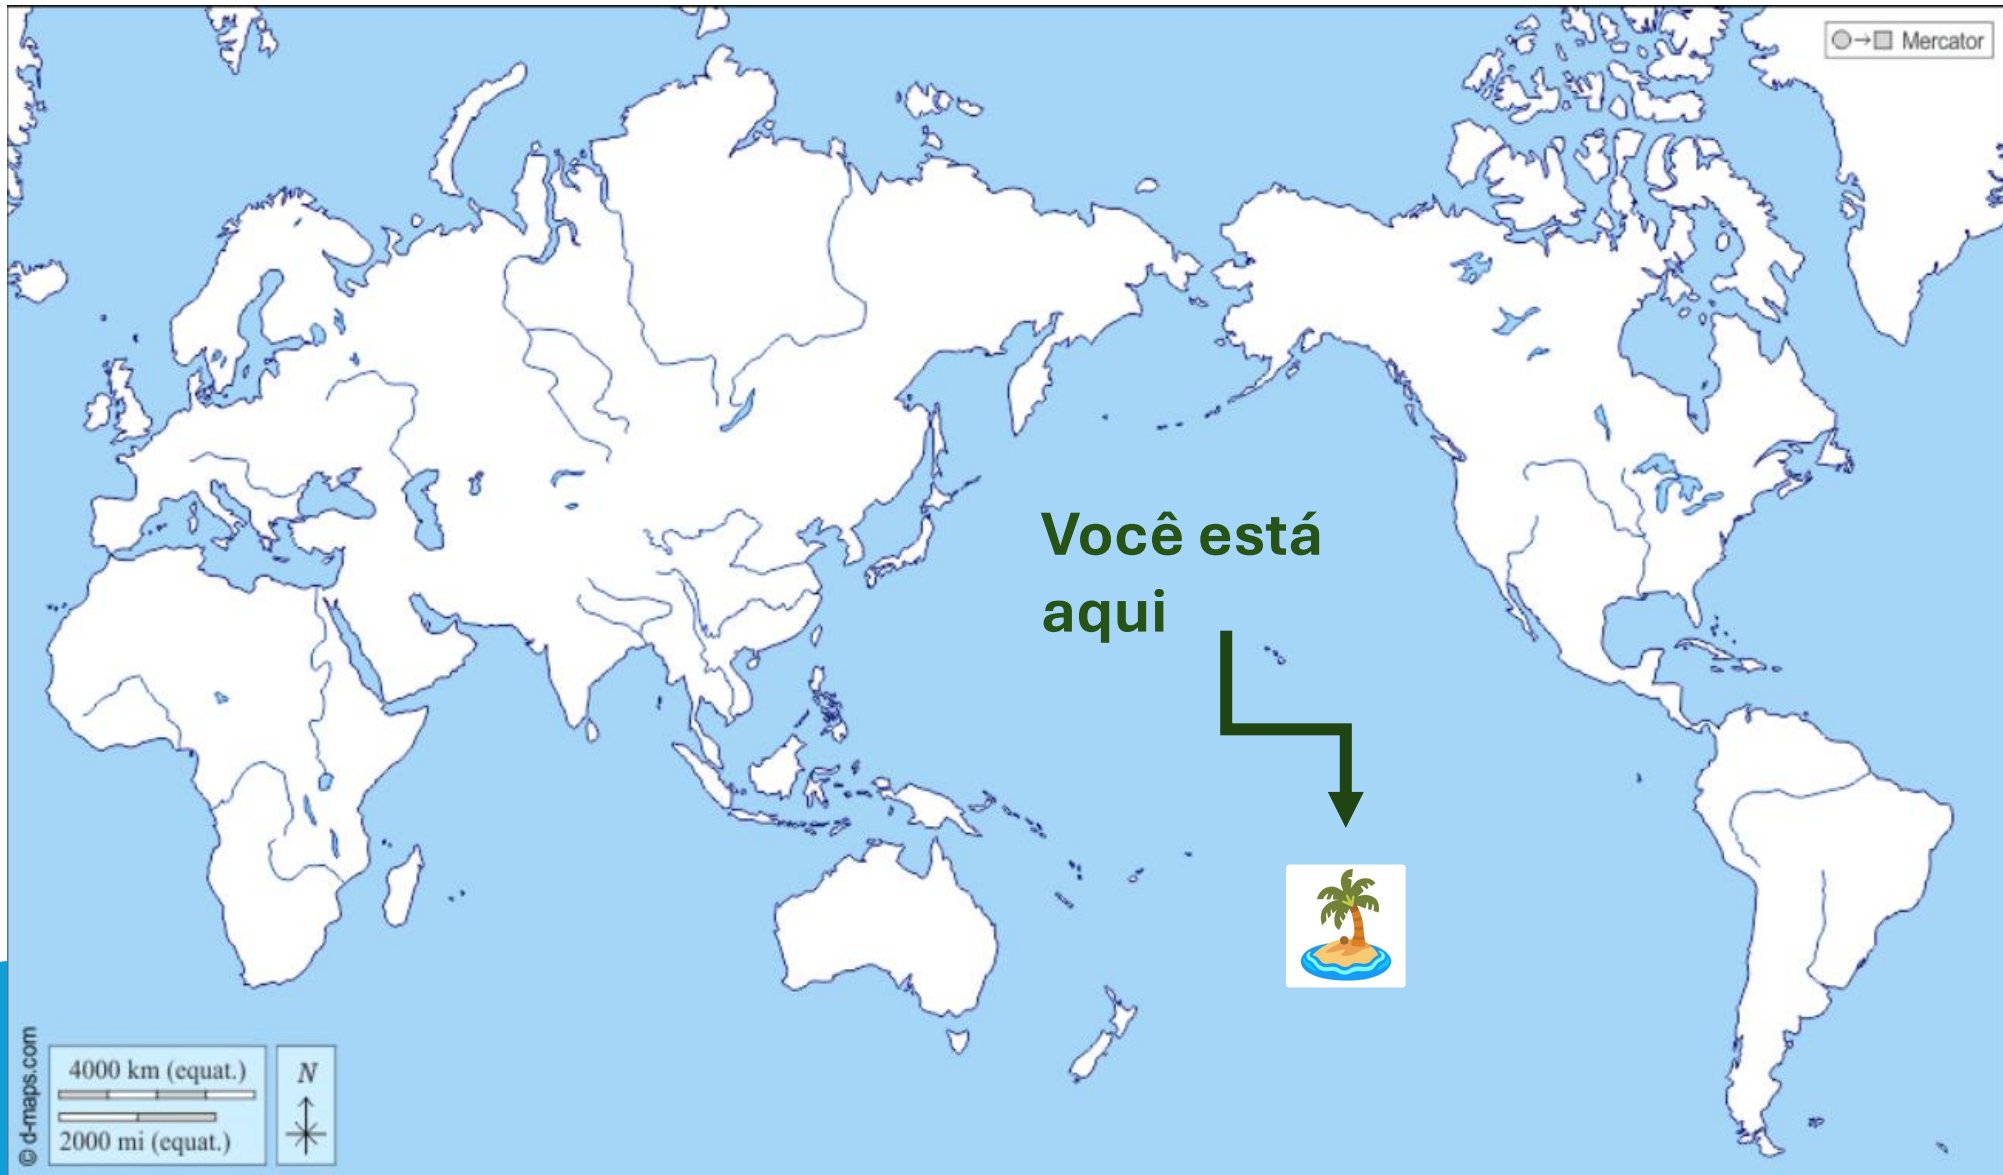 Mercator
Você está
aqui
4000 km (equat.)
2000 mi (equat.)
N
© d-maps.com